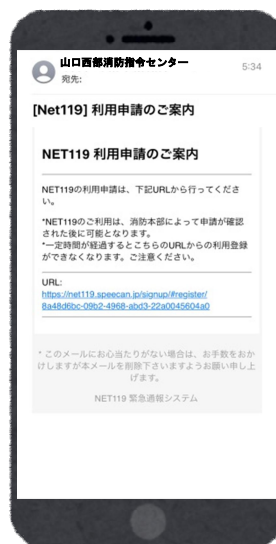 山口西部消防指令センター
5:34
宛先:
[Net119] 利用申請のご案内
NET119 利用申請のご案内
NET119の利用申請は、下記URLから行ってくださ
い。
*NET119のご利用は、消防本部によって申請が確認
された後に可能となります。
*一定時間が経過するとこちらのURLからの利用登録
ができなくなります。ご注意ください。
URL:
https://net119.speecan.jp/signup/#register/
8a48d6bc-09b2-4968-abd3-22a0045604a0
* このメールにお心当たりがない場合は、お手数をおか
けしますが本メールを削除下さいますようお願い申し上
げます。
NET119 緊急通報システム